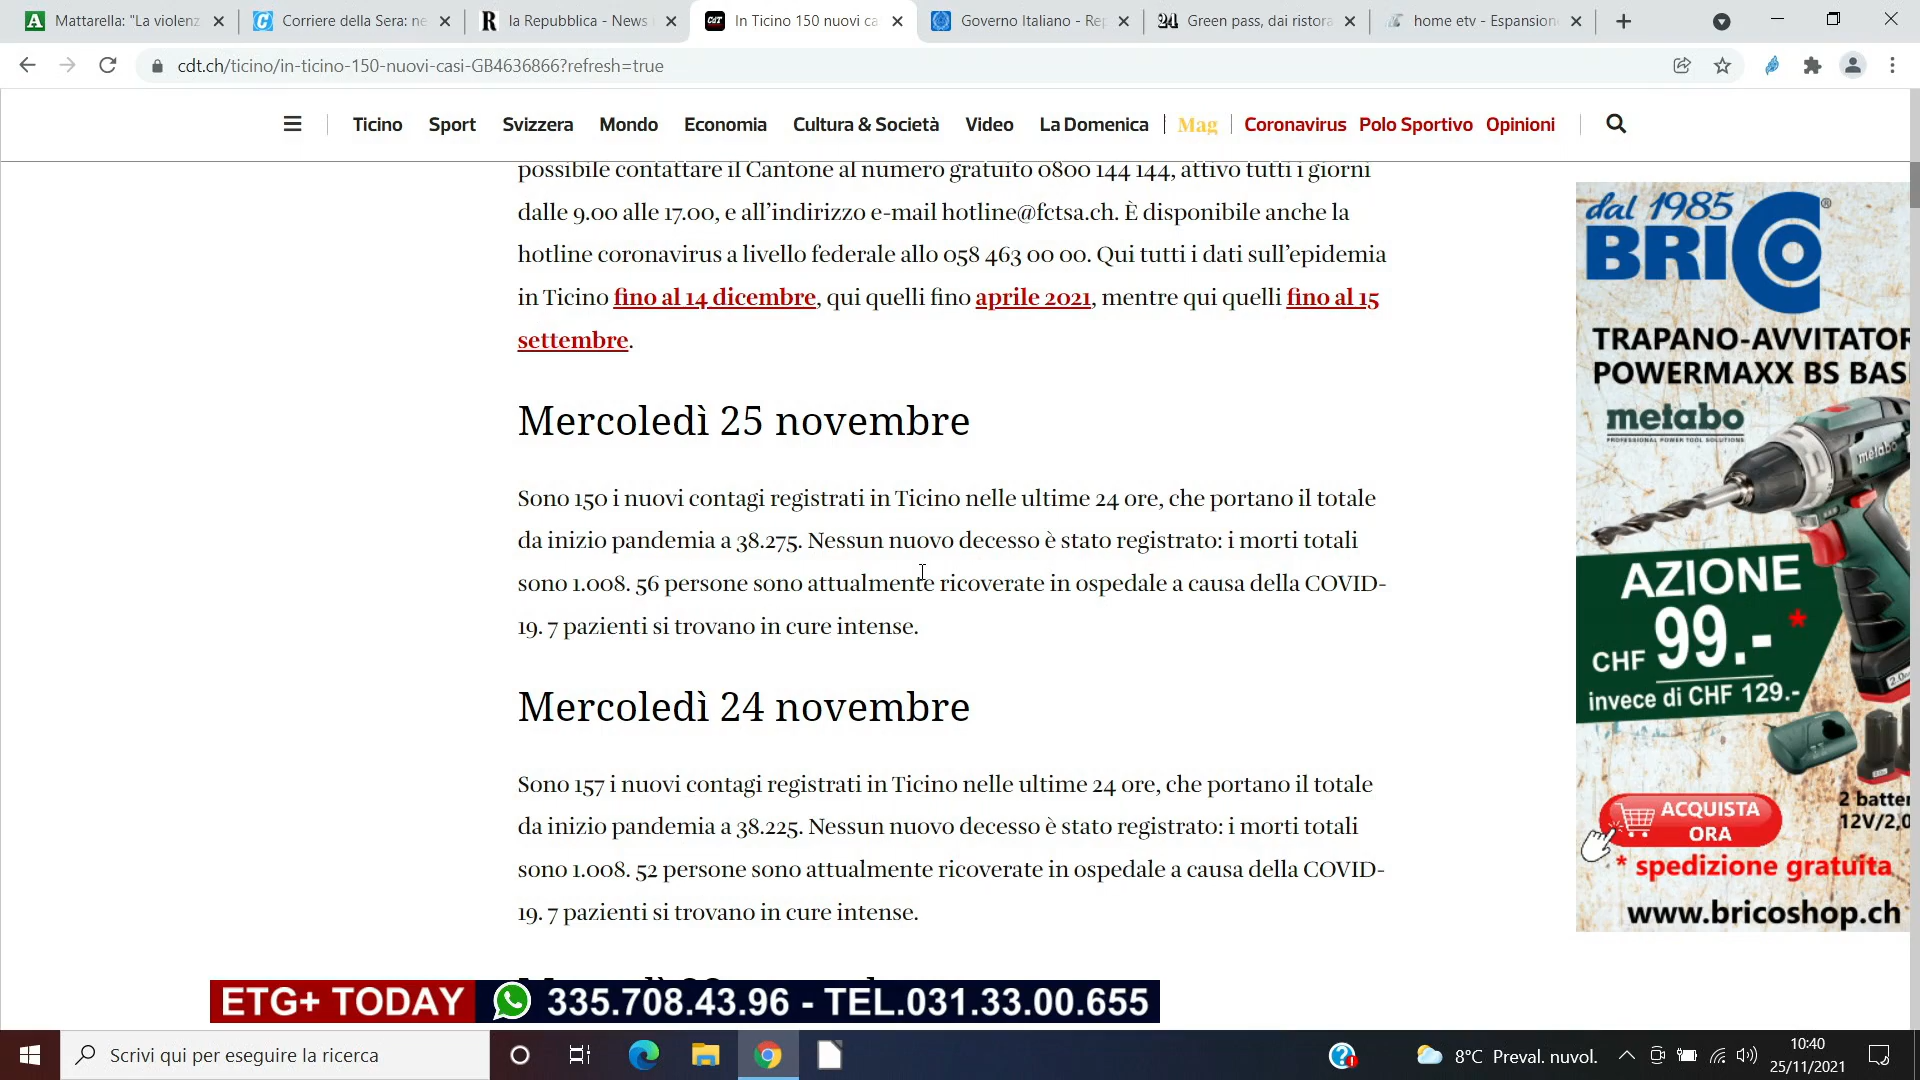 Mattarella: "La violenz
Corriere della Sera: ne
la Repubblica - News
In Ticino 150 nuovi ca
Governo Italiano - Rep
Green pass, dai ristora
home etv - Espansion
cdt.ch/ticino/in-ticino-150-nuovi-casi-GB4636866?refresh=true
Ticino Sport Svizzera Mondo Economia Cultura & Società Video La Domenica Mag Coronavirus Polo Sportivo Opinioni
possibile contattare il Cantone al numero gratuito 0800 144 144, attivo tutti i giorni
dalle 9.00 alle 17.00, e all’indirizzo e-mail hotline@fctsa.ch. È disponibile anche la
hotline coronavirus a livello federale allo 058 463 00 00. Qui tutti i dati sull’epidemia
in Ticino fino al 14 dicembre, qui quelli fino aprile 2021, mentre qui quelli fino al 15
settembre.
Mercoledì 25 novembre
Sono 150 i nuovi contagi registrati in Ticino nelle ultime 24 ore, che portano il totale
da inizio pandemia a 38.275. Nessun nuovo decesso è stato registrato: i morti totali
sono 1.008. 56 persone sono attualmente ricoverate in ospedale a causa della COVID-
19. 7 pazienti si trovano in cure intense.
Mercoledì 24 novembre
Sono 157 i nuovi contagi registrati in Ticino nelle ultime 24 ore, che portano il totale
da inizio pandemia a 38.225. Nessun nuovo decesso è stato registrato: i morti totali
sono 1.008. 52 persone sono attualmente ricoverate in ospedale a causa della COVID-
19. 7 pazienti si trovano in cure intense.
dal 1985
BRICO
TRAPANO-AVVITATOR
POWERMAXX BS BAS
metabo
PROFESSIONAL POWER TOOL SOLUTIONS
metabo
AZIONE
CHF 99.- *
invece di CHF 129.-
2 batter
12V/2,0
ACQUISTA
ORA
* spedizione gratuita
www.bricoshop.ch
ETG+ TODAY 335.708.43.96 - TEL.031.33.00.655
Scrivi qui per eseguire la ricerca
8°C Preval. nuvol.
10:40
25/11/2021